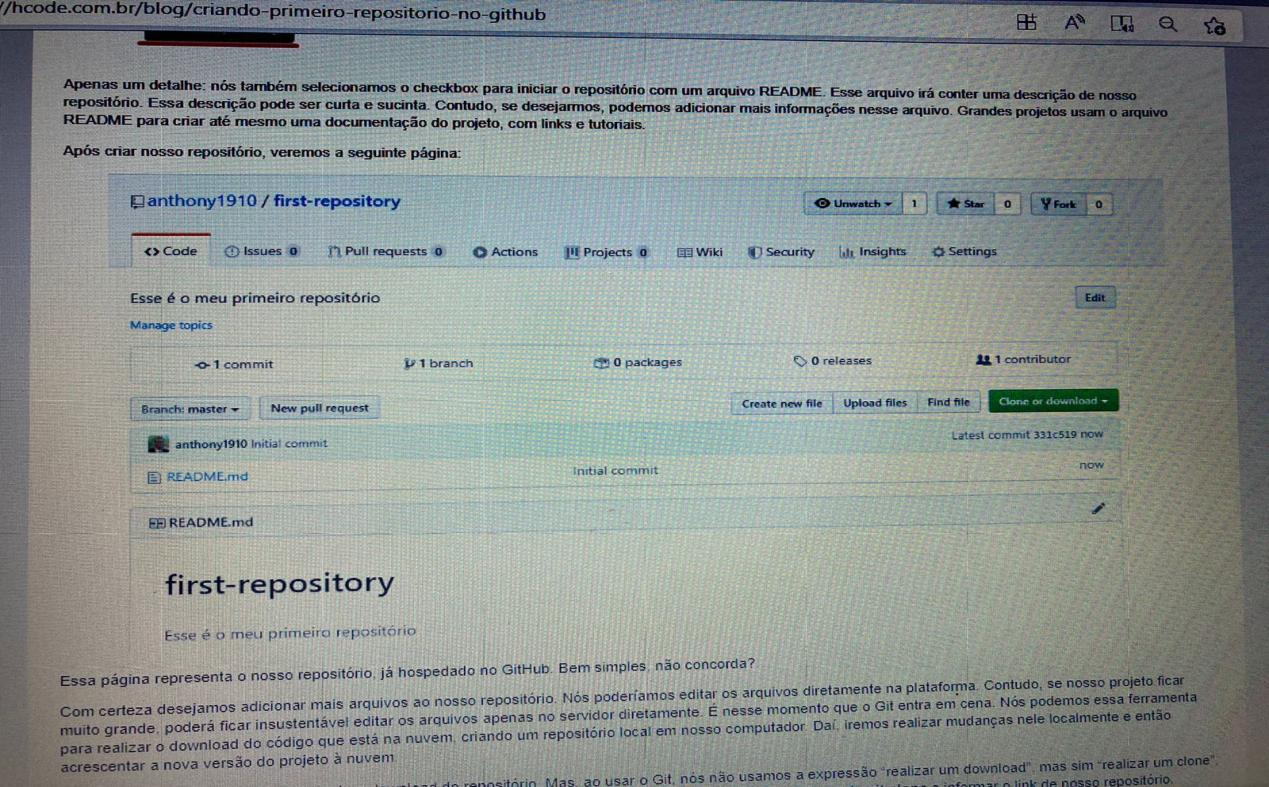 //hcode.com.br/blog/criando-primeiro-repositorio-no-github
Apenas um detalhe: nós também selecionamos o checkbox para iniciar o repositório com um arquivo README. Esse arquivo irá conter uma descrição de nosso
repositório. Essa descrição pode ser curta e sucinta. Contudo, se desejarmos, podemos adicionar mais informações nesse arquivo. Grandes projetos usam o arquivo
README para criar até mesmo uma documentação do projeto, com links e tutoriais.
Após criar nosso repositório, veremos a seguinte página:
anthony1910 / first-repository
Unwatch 1 Star 0 Fork 0
Code Issues 0 Pull requests 0 Actions Projects 0 Wiki Security Insights Settings
Esse é o meu primeiro repositório
Edit
Manage topics
1 commit 1 branch 0 packages 0 releases 1 contributor
Branch: master New pull request Create new file Upload files Find file Clone or download
anthony1910 Initial commit Latest commit 331c519 now
README.md Initial commit now
README.md
first-repository
Esse é o meu primeiro repositório
Essa página representa o nosso repositório, já hospedado no GitHub. Bem simples, não concorda?
Com certeza desejamos adicionar mais arquivos ao nosso repositório. Nós poderíamos editar os arquivos diretamente na plataforma. Contudo, se nosso projeto ficar
muito grande, poderá ficar insustentável editar os arquivos apenas no servidor diretamente. É nesse momento que o Git entra em cena. Nós podemos essa ferramenta
para realizar o download do código que está na nuvem, criando um repositório local em nosso computador. Daí, iremos realizar mudanças nele localmente e então
acrescentar a nova versão do projeto à nuvem.
repositório. Mas, ao usar o Git, nós não usamos a expressão "realizar um download", mas sim "realizar um clone".
informar o link de nosso repositório.